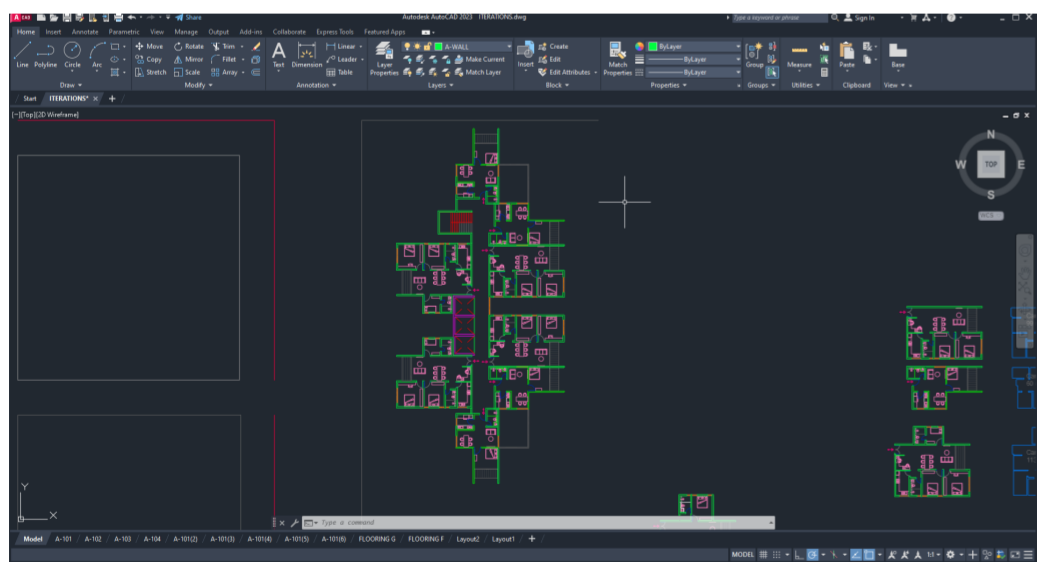 A CAD Share Autodesk AutoCAD 2023 ITERATIONS.dwg Type a keyword or phrase Sign In
Home Insert Annotate Parametric View Manage Output Add-ins Collaborate Express Tools Featured Apps
Line Polyline Circle Arc
Move Rotate Trim
Copy Mirror Fillet
Stretch Scale Array
Text Dimension
Linear
Leader
Table
Layer Properties
A-WALL
Make Current
Match Layer
Insert
Create
Edit
Edit Attributes
Match Properties
ByLayer
ByLayer
ByLayer
Group Measure Paste Base
Draw Modify Annotation Layers Block Properties Groups Utilities Clipboard View
Start ITERATIONS* × +
[−][Top][2D Wireframe]
N
W TOP E
S
WCS
Y
X
Type a command
Model A-101 A-102 A-103 A-104 A-101(2) A-101(3) A-101(4) A-101(5) A-101(6) FLOORING G FLOORING F Layout2 Layout1 +
MODEL 1:1